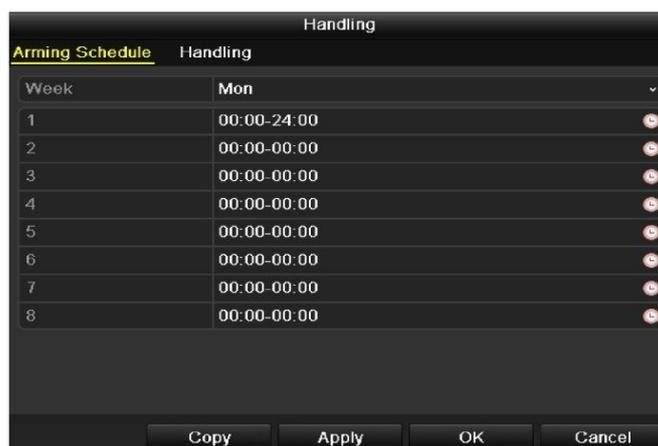 Handling
Arming Schedule Handling
Week Mon
1 00:00-24:00
2 00:00-00:00
3 00:00-00:00
4 00:00-00:00
5 00:00-00:00
6 00:00-00:00
7 00:00-00:00
8 00:00-00:00
Copy Apply OK Cancel